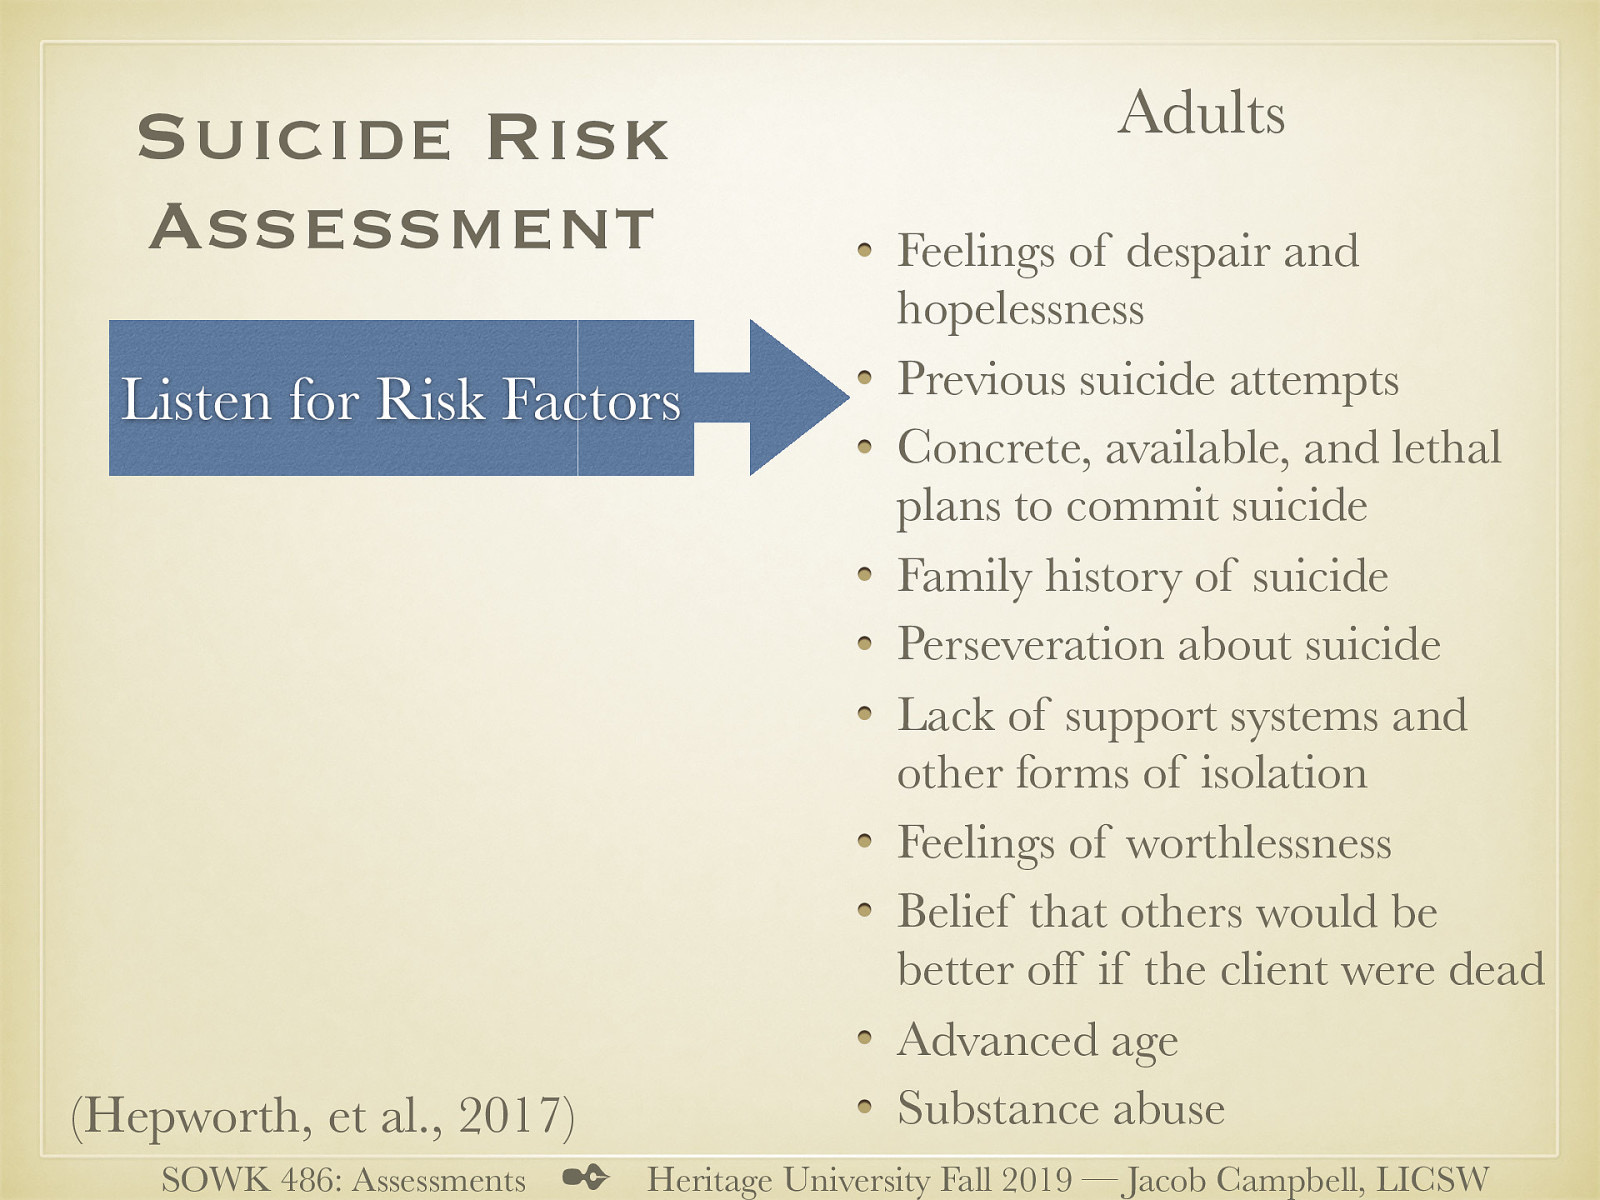 Suicide Risk
Assessment
Listen for Risk Factors
(Hepworth, et al., 2017)
Adults
• Feelings of despair and
hopelessness
• Previous suicide attempts
• Concrete, available, and lethal
plans to commit suicide
• Family history of suicide
• Perseveration about suicide
• Lack of support systems and
other forms of isolation
• Feelings of worthlessness
• Belief that others would be
better off if the client were dead
• Advanced age
• Substance abuse
SOWK 486: Assessments ✒ Heritage University Fall 2019 — Jacob Campbell, LICSW